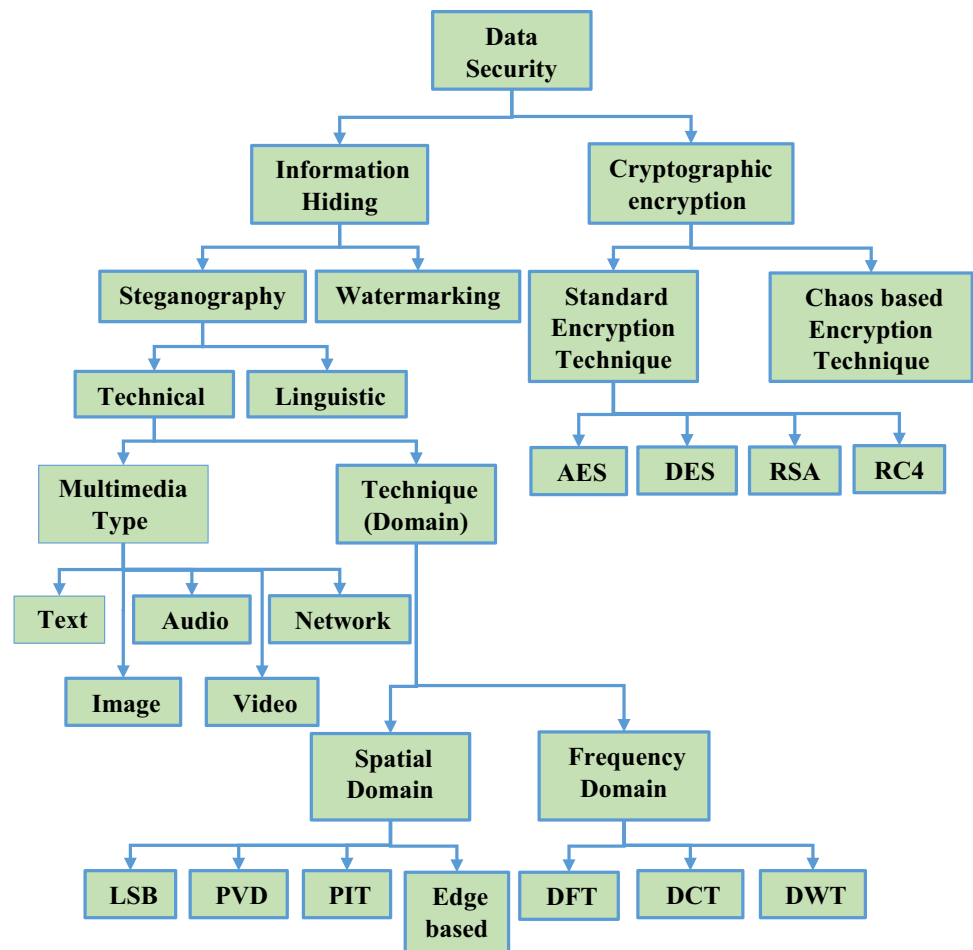 Data
Security
Information
Hiding
Cryptographic
encryption
Steganography
Watermarking
Standard
Encryption
Technique
Chaos based
Encryption
Technique
Technical
Linguistic
AES
DES
RSA
RC4
Multimedia
Type
Technique
(Domain)
Text
Audio
Network
Image
Video
Spatial
Domain
Frequency
Domain
LSB
PVD
PIT
Edge
based
DFT
DCT
DWT